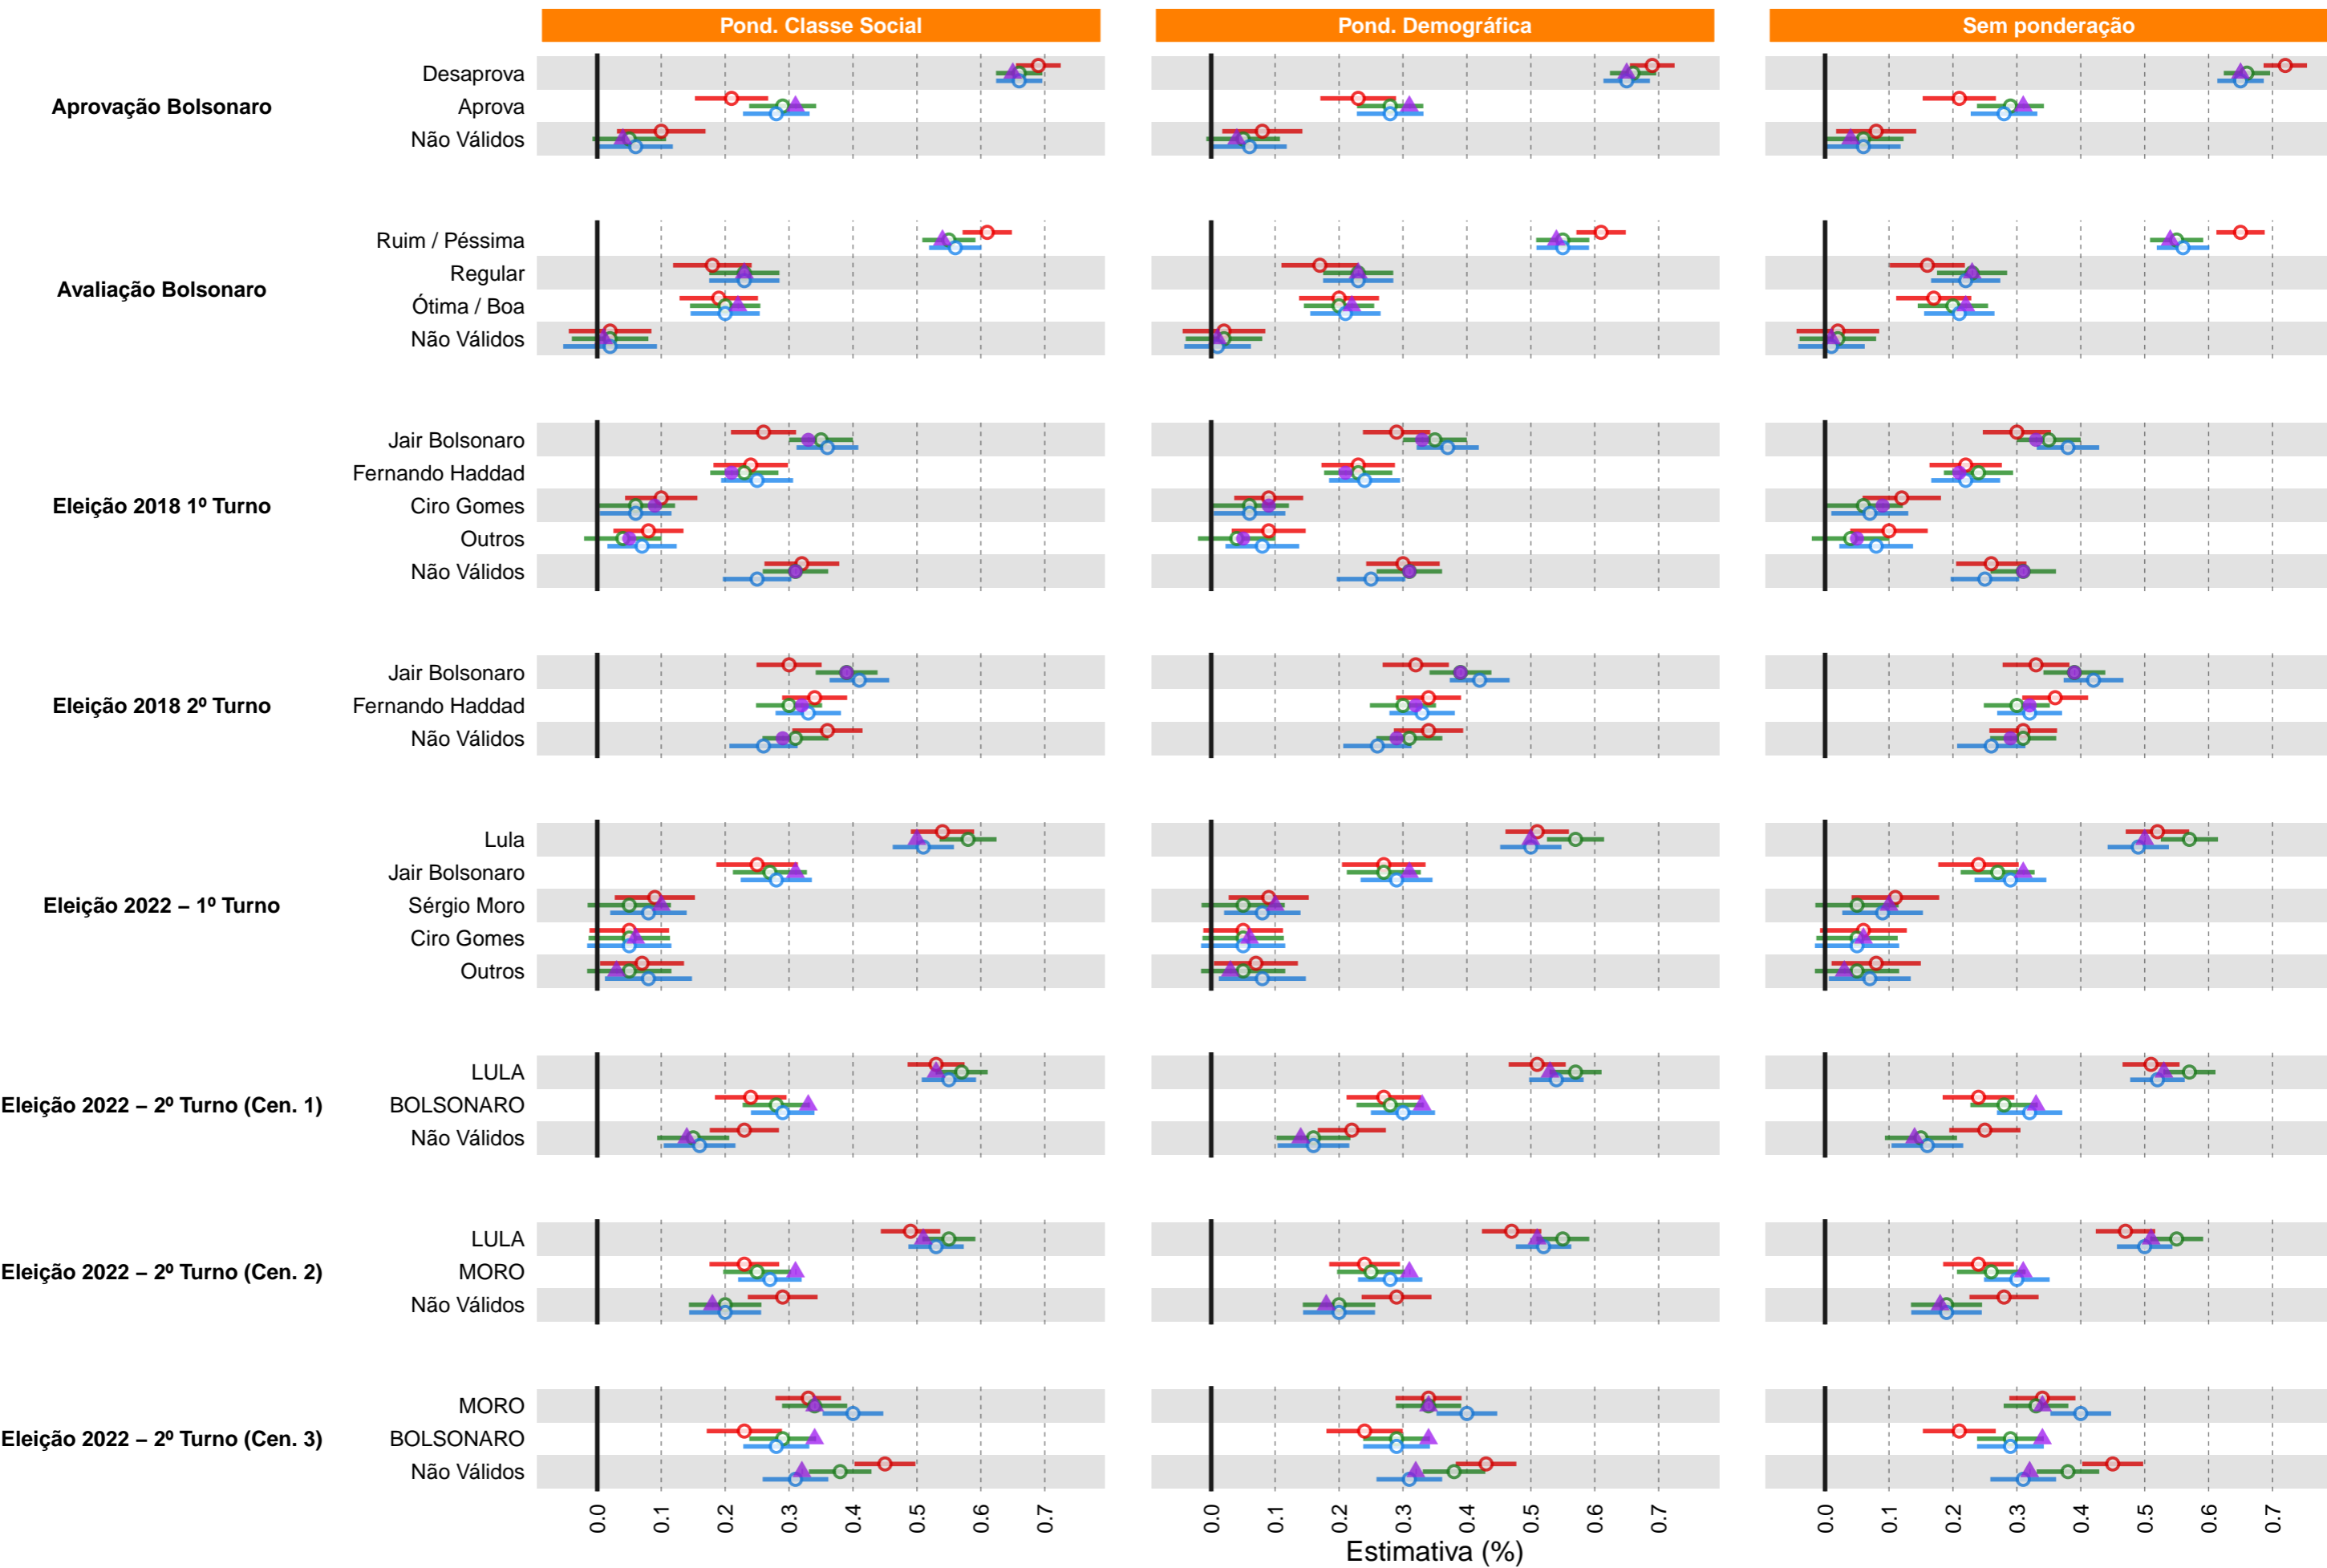 Pond. Classe Social
Pond. Demográfica
Sem ponderação
Aprovação Bolsonaro
Desaprova
Aprova
Não Válidos
Avaliação Bolsonaro
Ruim / Péssima
Regular
Ótima / Boa
Não Válidos
Eleição 2018 1º Turno
Jair Bolsonaro
Fernando Haddad
Ciro Gomes
Outros
Não Válidos
Eleição 2018 2º Turno
Jair Bolsonaro
Fernando Haddad
Não Válidos
Eleição 2022 – 1º Turno
Lula
Jair Bolsonaro
Sérgio Moro
Ciro Gomes
Outros
Eleição 2022 – 2º Turno (Cen. 1)
LULA
BOLSONARO
Não Válidos
Eleição 2022 – 2º Turno (Cen. 2)
LULA
MORO
Não Válidos
Eleição 2022 – 2º Turno (Cen. 3)
MORO
BOLSONARO
Não Válidos
0.0 0.1 0.2 0.3 0.4 0.5 0.6 0.7
0.0 0.1 0.2 0.3 0.4 0.5 0.6 0.7
0.0 0.1 0.2 0.3 0.4 0.5 0.6 0.7
Estimativa (%)